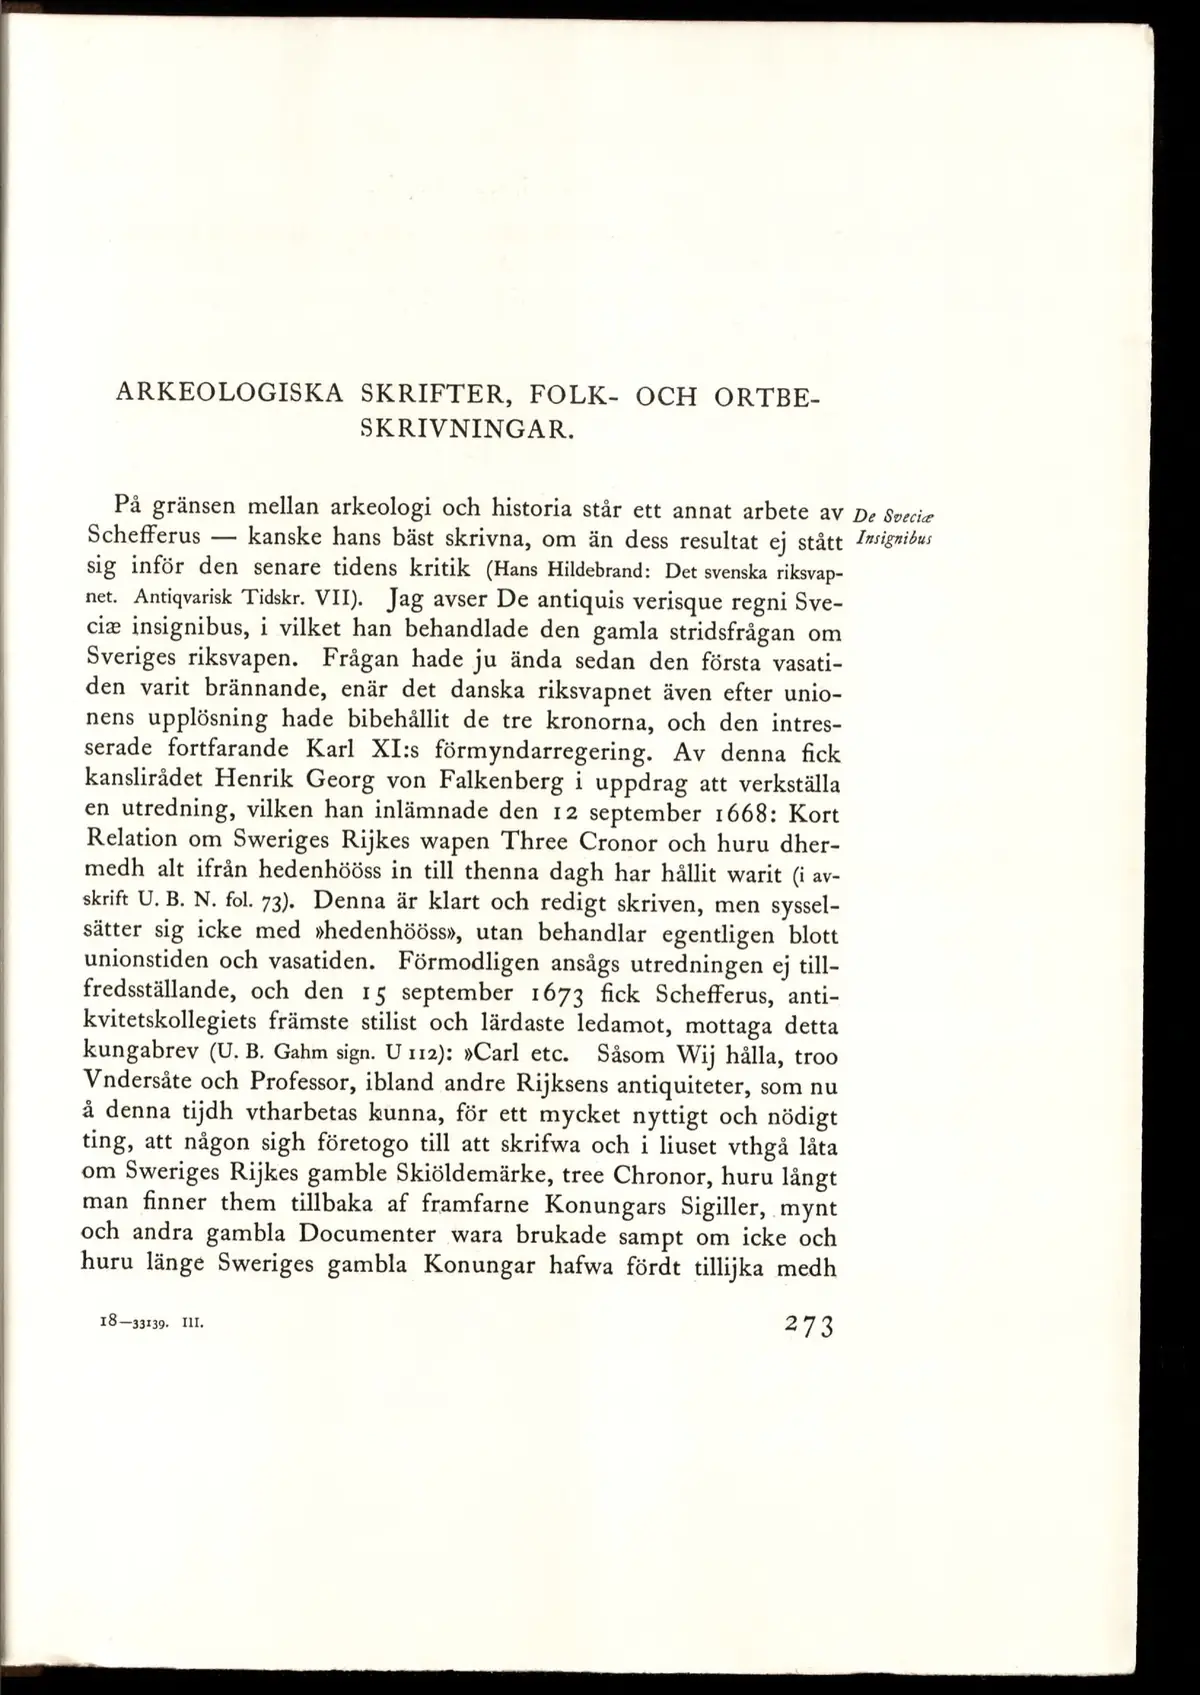 ARKEOLOGISKA SKRIFTER, FOLK- OCH ORTBE-
SKRIVNINGAR.
På gränsen mellan arkeologi och historia står ett annat arbete av De Sveciæ
Schefferus — kanske hans bäst skrivna, om än dess resultat ej stått Insignibus
sig inför den senare tidens kritik (Hans Hildebrand: Det svenska riksvap-
net. Antiqvarisk Tidskr. VII). Jag avser De antiquis verisque regni Sve-
ciæ insignibus, i vilket han behandlade den gamla stridsfrågan om
Sveriges riksvapen. Frågan hade ju ända sedan den första vasati-
den varit brännande, enär det danska riksvapnet även efter unio-
nens upplösning hade bibehållit de tre kronorna, och den intres-
serade fortfarande Karl XI:s förmyndarregering. Av denna fick
kanslirådet Henrik Georg von Falkenberg i uppdrag att verkställa
en utredning, vilken han inlämnade den 12 september 1668: Kort
Relation om Sweriges Rijkes wapen Three Cronor och huru dher-
medh alt ifrån hedenhööss in till thenna dagh har hållit warit (i av-
skrift U. B. N. fol. 73). Denna är klart och redigt skriven, men syssel-
sätter sig icke med »hedenhööss», utan behandlar egentligen blott
unionstiden och vasatiden. Förmodligen ansågs utredningen ej till-
fredsställande, och den 15 september 1673 fick Schefferus, anti-
kvitetskollegiets främste stilist och lärdaste ledamot, mottaga detta
kungabrev (U. B. Gahm sign. U 112): »Carl etc. Såsom Wij hålla, troo
Vndersåte och Professor, ibland andre Rijksens antiquiteter, som nu
å denna tijdh vtharbetas kunna, för ett mycket nyttigt och nödigt
ting, att någon sigh företogo till att skrifwa och i liuset vthgå låta
om Sweriges Rijkes gamble Skiöldemärke, tree Chronor, huru långt
man finner them tillbaka af framfarne Konungars Sigiller, mynt
och andra gambla Documenter wara brukade sampt om icke och
huru länge Sweriges gambla Konungar hafwa fördt tillijka medh
18—33139. III.
273